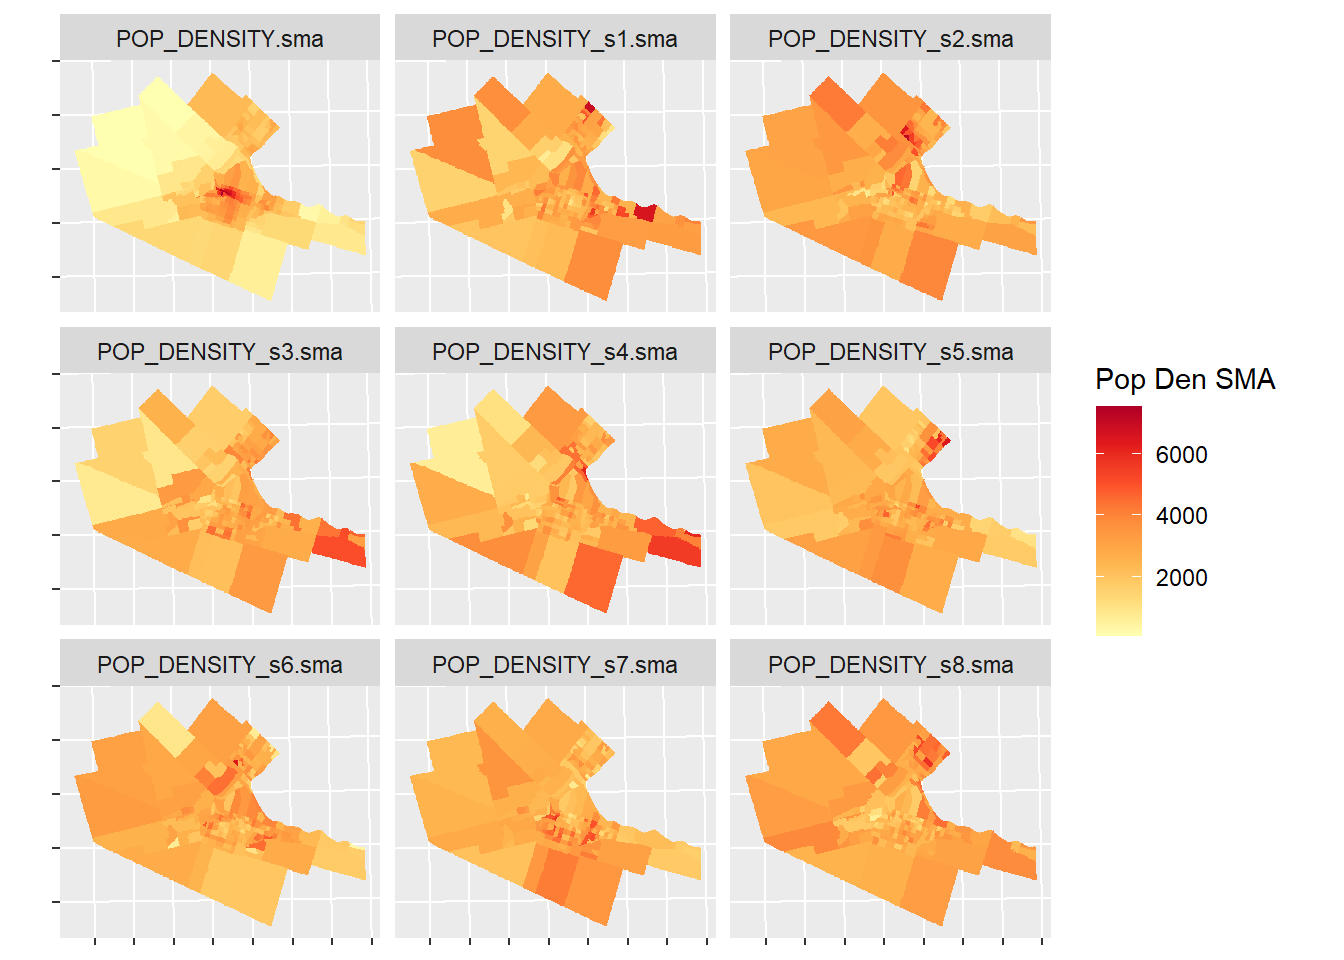 POP_DENSITY.sma
POP_DENSITY_s1.sma
POP_DENSITY_s2.sma
POP_DENSITY_s3.sma
POP_DENSITY_s4.sma
POP_DENSITY_s5.sma
Pop Den SMA
6000
4000
2000
POP_DENSITY_s6.sma
POP_DENSITY_s7.sma
POP_DENSITY_s8.sma